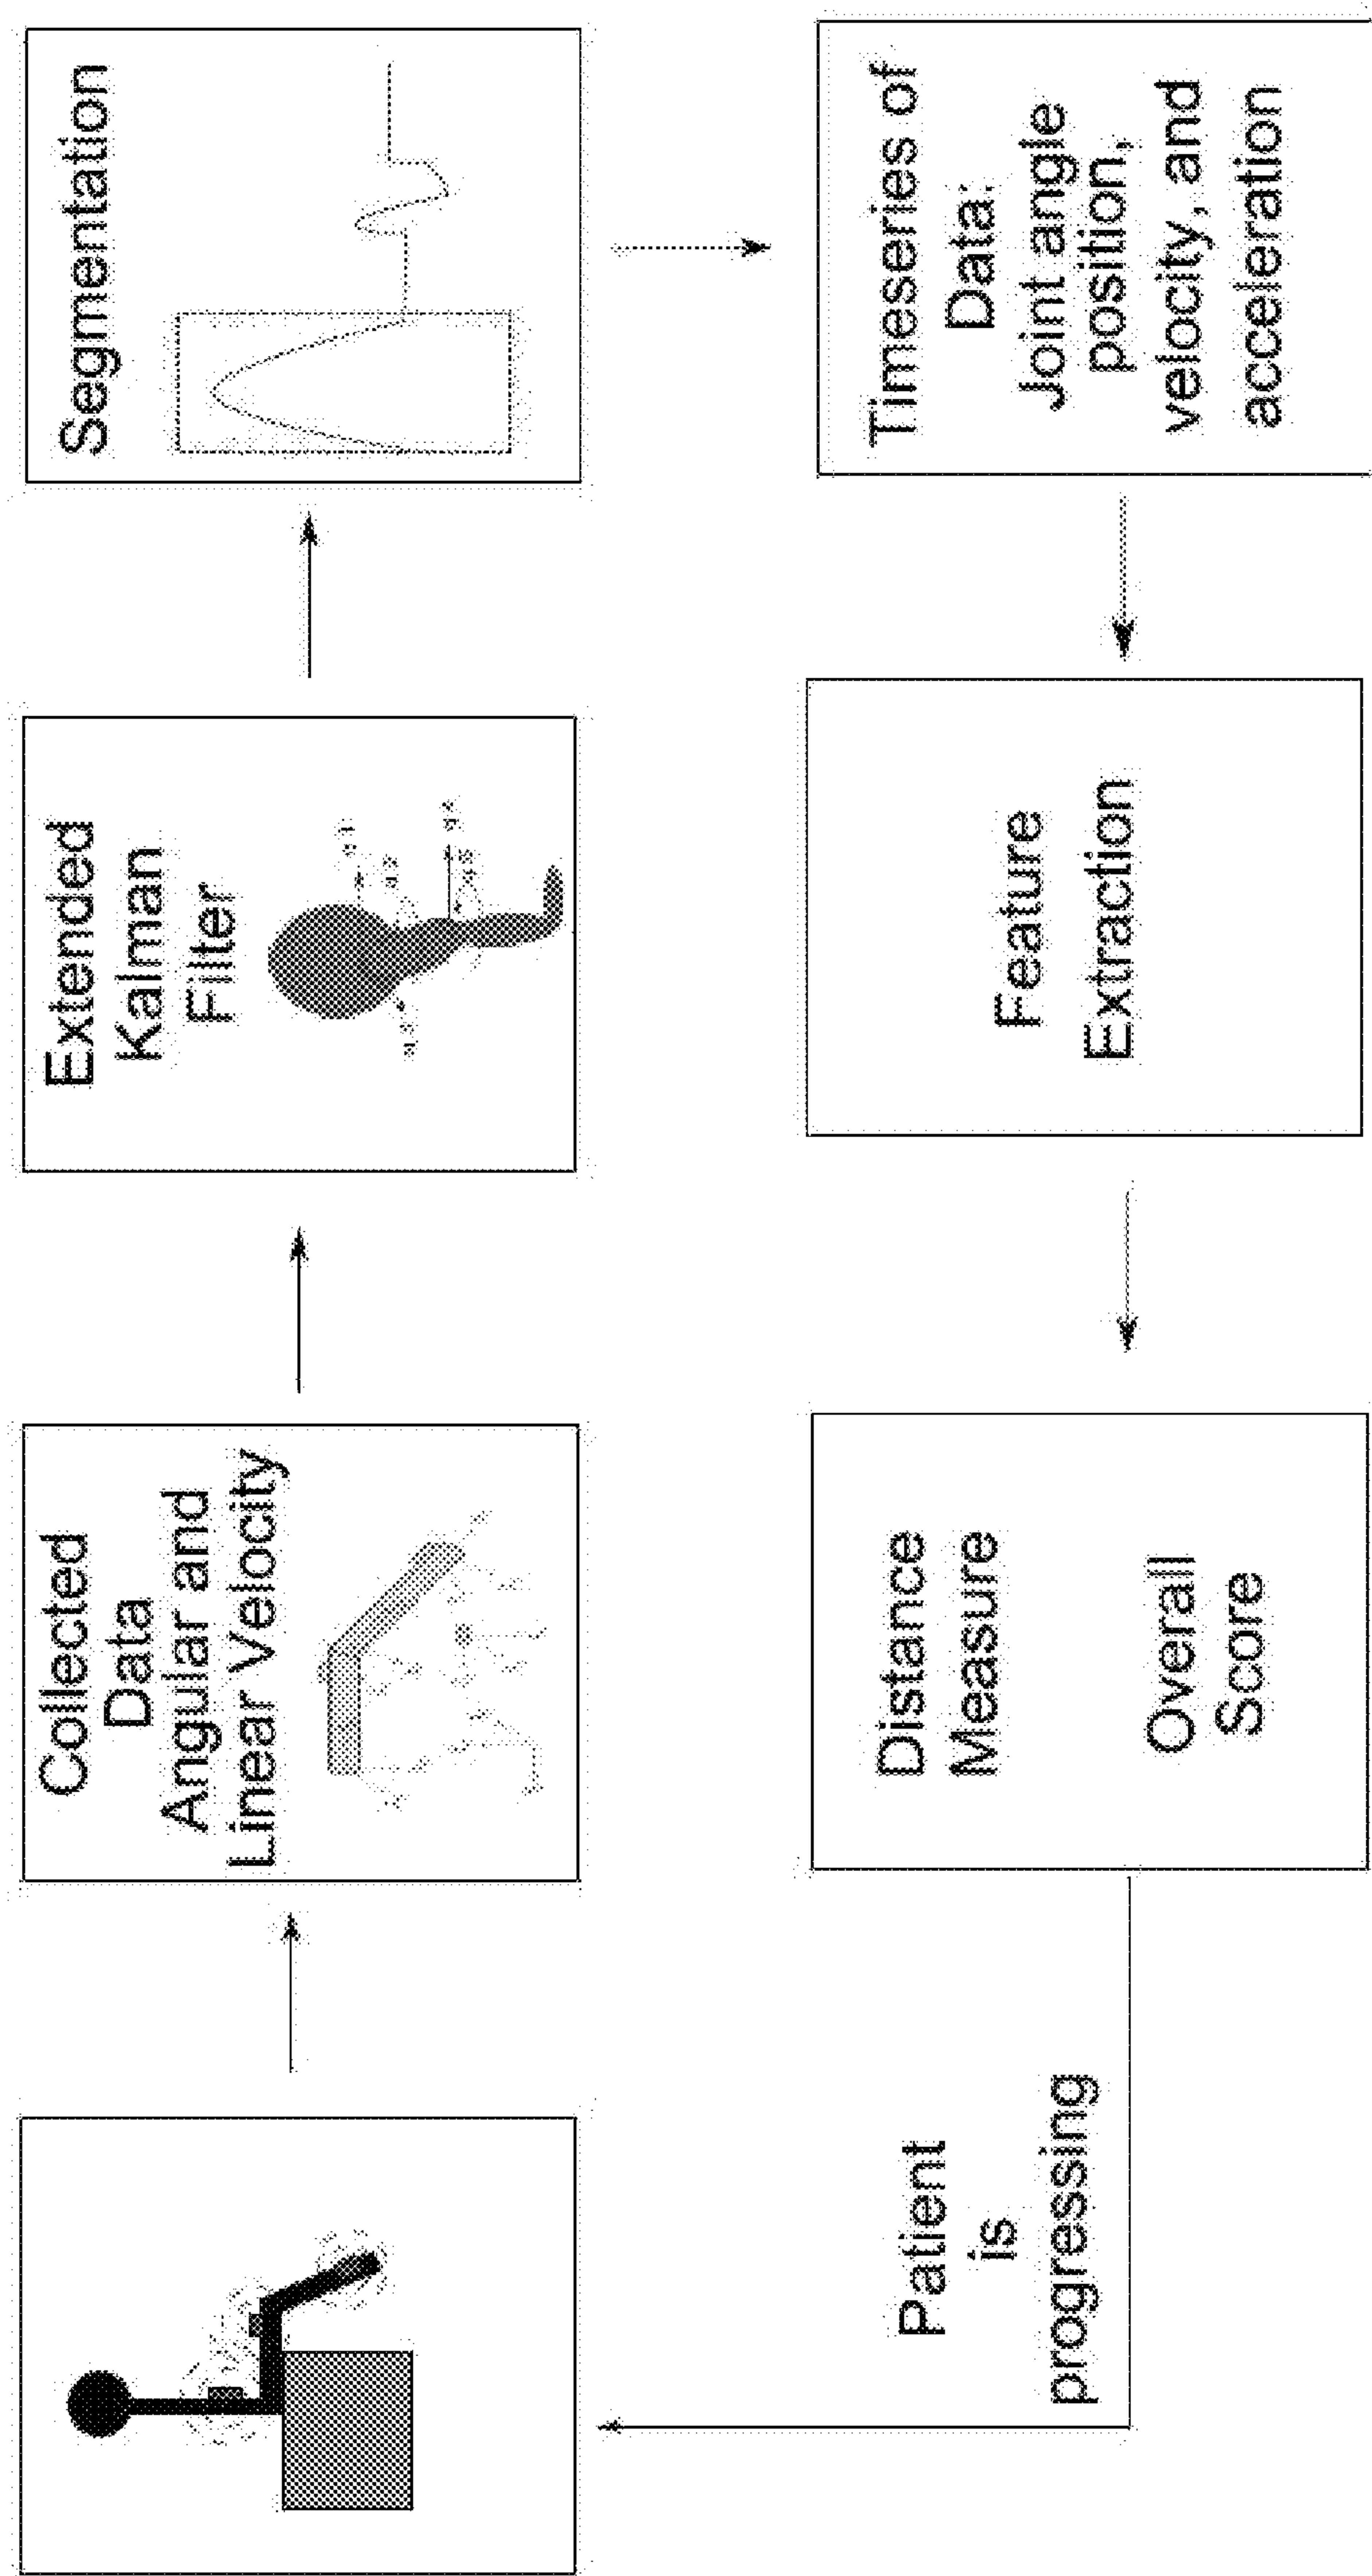 Collected
Data
Angular and
Linear Velocity
Extended
Kalman
Filter
Segmentation
Timeseries of
Data:
Joint angle
position,
velocity, and
acceleration
Feature
Extraction
Distance
Measure
Overall
Score
Patient
is
progressing